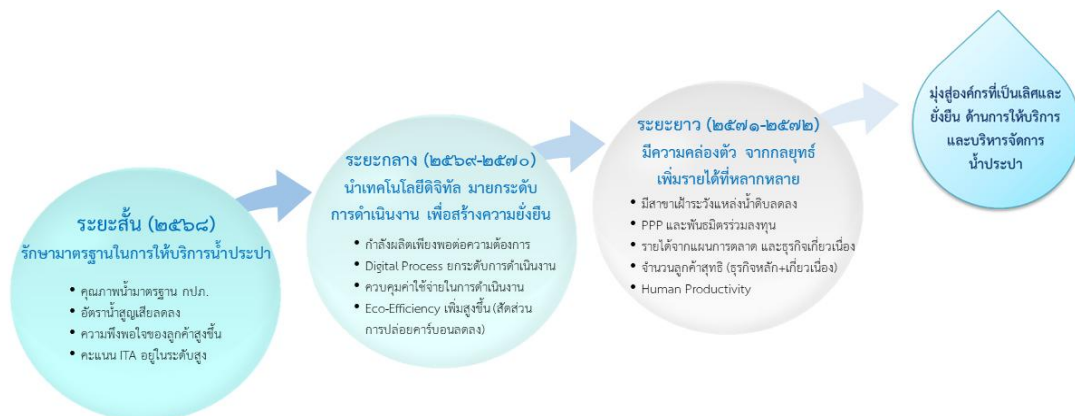 ระยะสั้น (๒๕๖๘)
รักษามาตรฐานในการให้บริการน้ำประปา
• คุณภาพน้ำมาตรฐาน กปภ.
• อัตราน้ำสูญเสียลดลง
• ความพึงพอใจของลูกค้าสูงขึ้น
• คะแนน ITA อยู่ในระดับสูง
ระยะกลาง (๒๕๖๙-๒๕๗๐)
นำเทคโนโลยีดิจิทัล มายกระดับ
การดำเนินงาน เพื่อสร้างความยั่งยืน
• กำลังผลิตเพียงพอต่อความต้องการ
• Digital Process ยกระดับการดำเนินงาน
• ควบคุมค่าใช้จ่ายในการดำเนินงาน
• Eco-Efficiency เพิ่มสูงขึ้น (สัดส่วน
การปล่อยคาร์บอนลดลง)
ระยะยาว (๒๕๗๑-๒๕๗๒)
มีความคล่องตัว จากกลยุทธ์
เพิ่มรายได้ที่หลากหลาย
• มีสาขาเฝ้าระวังแหล่งน้ำดิบลดลง
• PPP และพันธมิตรร่วมลงทุน
• รายได้จากแผนการตลาด และธุรกิจเกี่ยวเนื่อง
• จำนวนลูกค้าสุทธิ (ธุรกิจหลัก+เกี่ยวเนื่อง)
• Human Productivity
มุ่งสู่องค์กรที่เป็นเลิศและ
ยั่งยืน ด้านการให้บริการ
และบริหารจัดการ
น้ำประปา